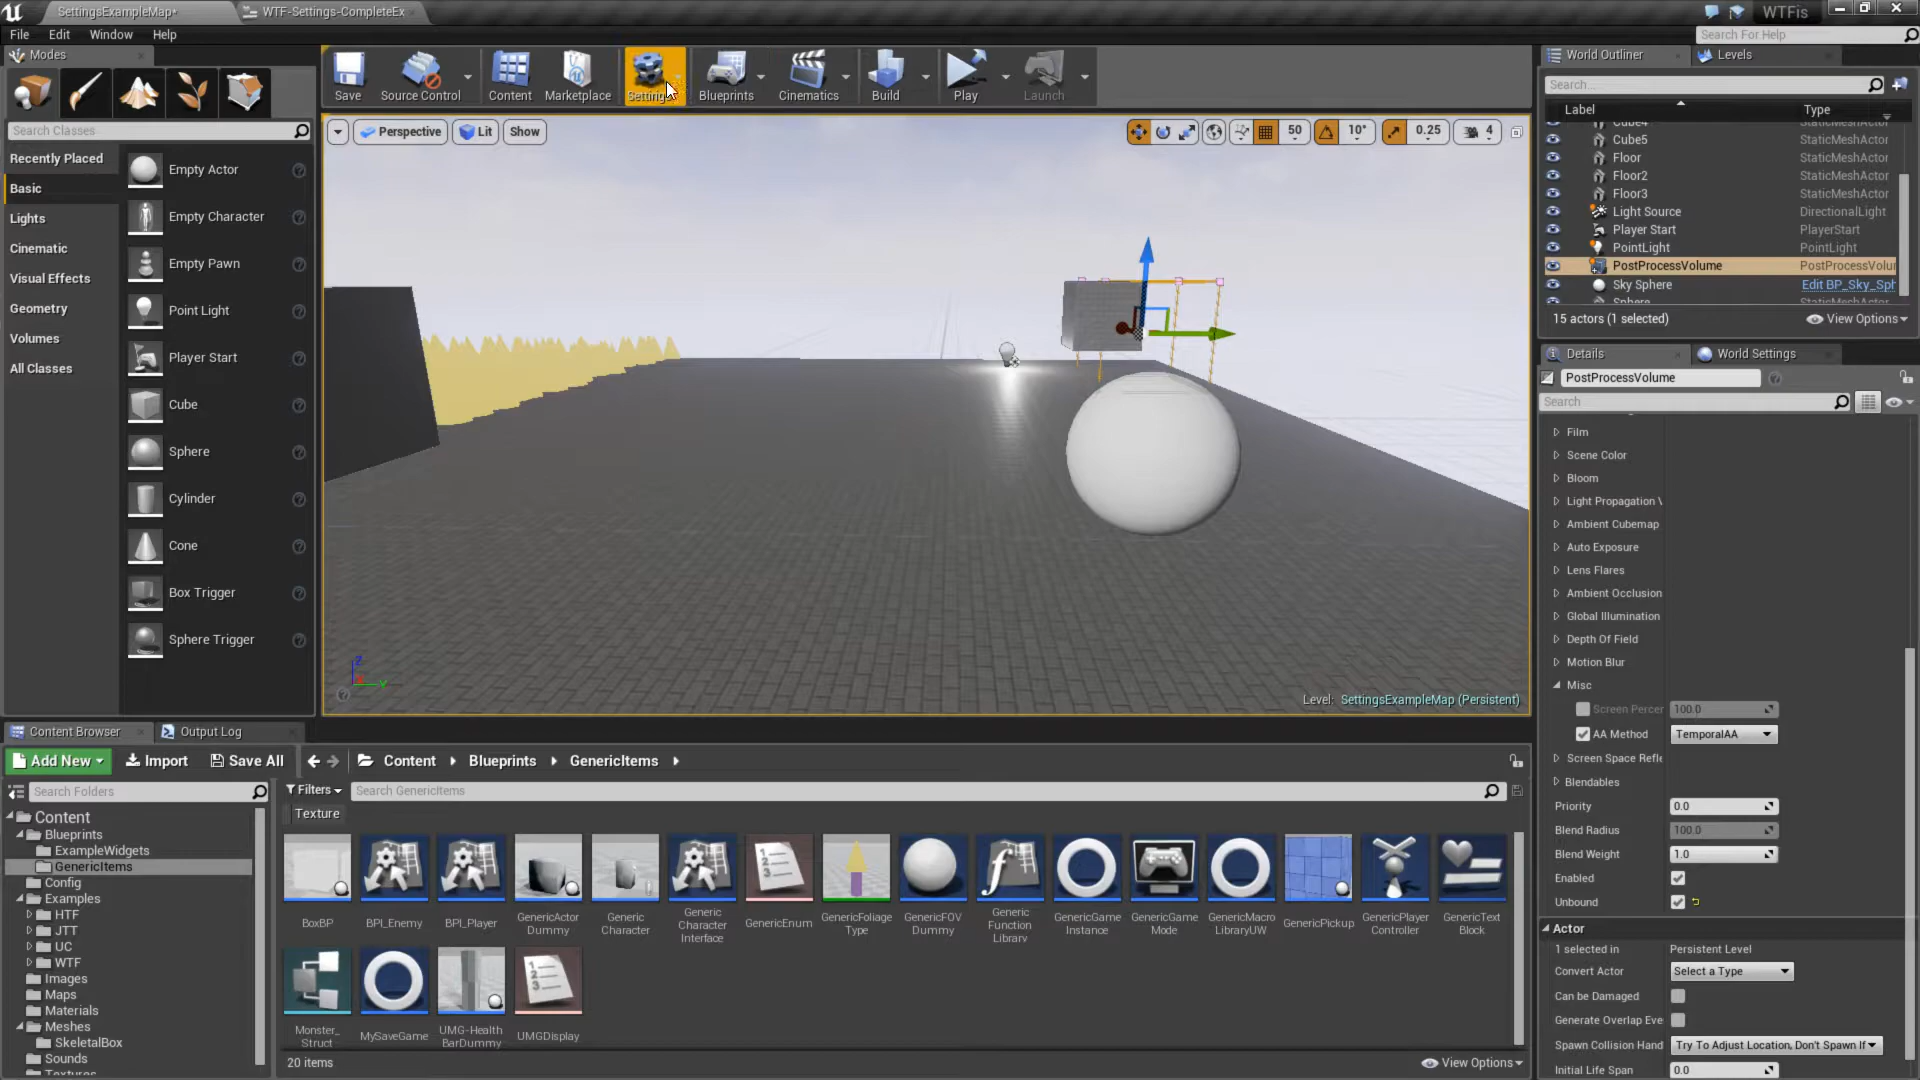 SettingsExampleMap*
WTF-Settings-CompleteEx
WTFis
File Edit Window Help
Search For Help
Modes
Search Classes
Recently Placed
Basic
Lights
Cinematic
Visual Effects
Geometry
Volumes
All Classes
Empty Actor
Empty Character
Empty Pawn
Point Light
Player Start
Cube
Sphere
Cylinder
Cone
Box Trigger
Sphere Trigger
Save
Source Control
Content
Marketplace
Settings
Blueprints
Cinematics
Build
Play
Launch
Perspective
Lit
Show
50
10°
0.25
4
Level: SettingsExampleMap (Persistent)
World Outliner
Levels
Search...
Label Type
Cube4 StaticMeshActor
Cube5 StaticMeshActor
Floor StaticMeshActor
Floor2 StaticMeshActor
Floor3 StaticMeshActor
Light Source DirectionalLight
Player Start PlayerStart
PointLight PointLight
PostProcessVolume PostProcessVolur
Sky Sphere Edit BP_Sky_Sph
Sphere StaticMeshActor
15 actors (1 selected)
View Options
Details
World Settings
PostProcessVolume
Search
Film
Scene Color
Bloom
Light Propagation V
Ambient Cubemap
Auto Exposure
Lens Flares
Ambient Occlusion
Global Illumination
Depth Of Field
Motion Blur
Misc
Screen Percer 100.0
AA Method TemporalAA
Screen Space Refle
Blendables
Priority 0.0
Blend Radius 100.0
Blend Weight 1.0
Enabled
Unbound
Actor
1 selected in Persistent Level
Convert Actor Select a Type
Can be Damaged
Generate Overlap Eve
Spawn Collision Hand Try To Adjust Location, Don't Spawn If
Initial Life Span 0.0
Content Browser
Output Log
Add New
Import
Save All
Content
Blueprints
GenericItems
Search Folders
Filters
Search GenericItems
Texture
Content
Blueprints
ExampleWidgets
GenericItems
Config
Examples
HTF
JTT
UC
WTF
Images
Maps
Materials
Meshes
SkeletalBox
Sounds
Textures
BoxBP
BPI_Enemy
BPI_Player
GenericActor
Dummy
Generic
Character
Generic
Character
Interface
GenericEnum
GenericFoliage
Type
GenericFOV
Dummy
Generic
Function
Library
GenericGame
Instance
GenericGame
Mode
GenericMacro
LibraryUW
GenericPickup
GenericPlayer
Controller
GenericText
Block
Monster_
Struct
MySaveGame
UMG-Health
BarDummy
UMGDisplay
20 items
View Options